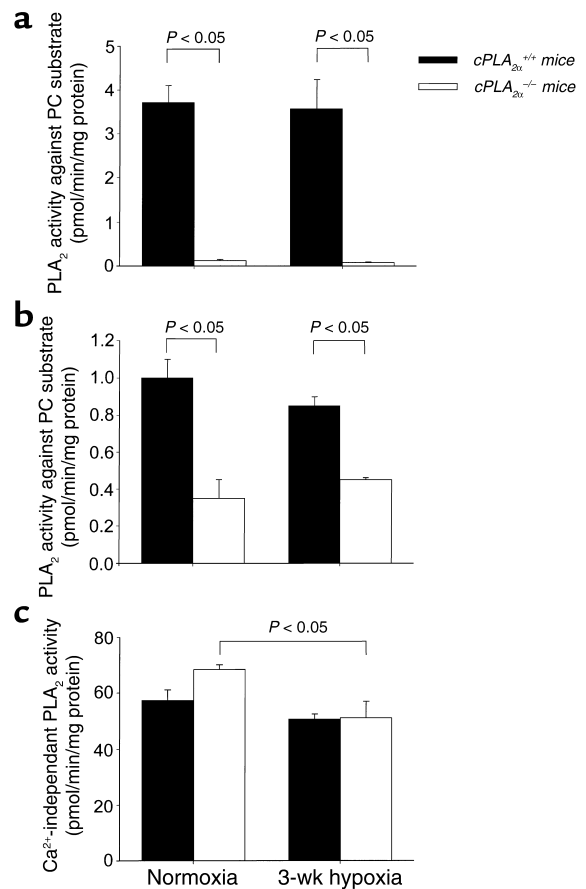 a
P < 0.05
P < 0.05
cPLA2α+/+ mice
cPLA2α−/− mice
PLA2 activity against PC substrate
(pmol/min/mg protein)
5
4
3
2
1
0
b
P < 0.05
P < 0.05
PLA2 activity against PC substrate
(pmol/min/mg protein)
1.2
1.0
0.8
0.6
0.4
0.2
0.0
c
P < 0.05
Ca2+-independant PLA2 activity
(pmol/min/mg protein)
80
60
40
20
0
Normoxia
3-wk hypoxia